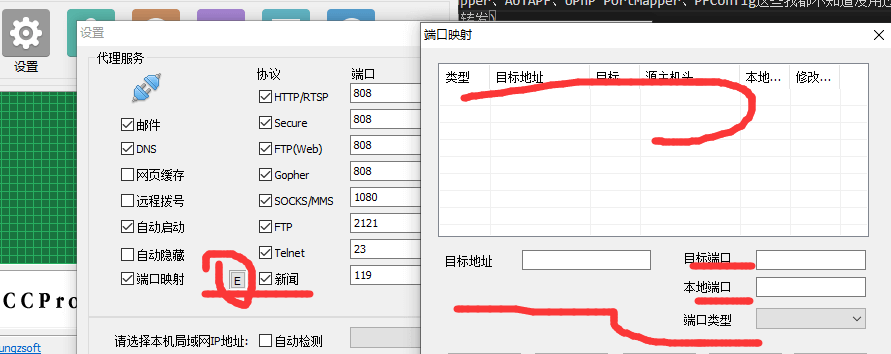 apper、AUTAPF、UPnP PortMapper、PFConfig这些我都不知道没用过
转发)
设置
设置
端口映射
代理服务
协议
端口
类型
目标地址
目标...
源主机头
本地...
修改...
HTTP/RTSP
808
邮件
Secure
808
DNS
FTP(Web)
808
网页缓存
Gopher
808
远程拨号
SOCKS/MMS
1080
自动启动
FTP
2121
自动隐藏
Telnet
23
端口映射
E
新闻
119
目标地址
目标端口
本地端口
端口类型
CCPro
请选择本机局域网IP地址:
自动检测
ungzsoft